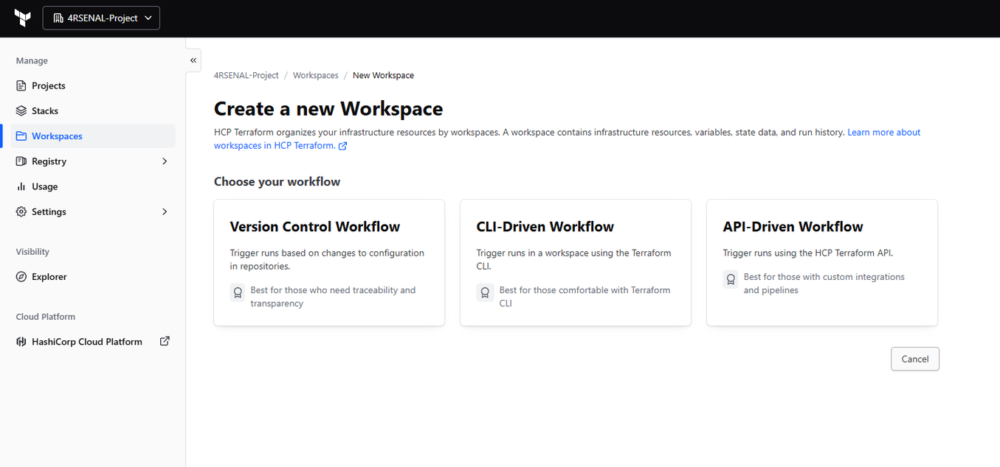 4RSENAL-Project
Manage
Projects
Stacks
Workspaces
Registry
Usage
Settings
Visibility
Explorer
Cloud Platform
HashiCorp Cloud Platform
4RSENAL-Project / Workspaces / New Workspace
Create a new Workspace
HCP Terraform organizes your infrastructure resources by workspaces. A workspace contains infrastructure resources, variables, state data, and run history. Learn more about
workspaces in HCP Terraform.
Choose your workflow
Version Control Workflow
Trigger runs based on changes to configuration
in repositories.
Best for those who need traceability and
transparency
CLI-Driven Workflow
Trigger runs in a workspace using the Terraform
CLI.
Best for those comfortable with Terraform
CLI
API-Driven Workflow
Trigger runs using the HCP Terraform API.
Best for those with custom integrations
and pipelines
Cancel